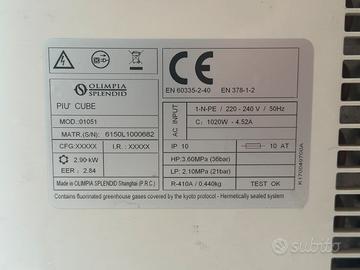 OLIMPIA
SPLENDID
PIU' CUBE
MOD.:01051
MATR.(S/N): 6150L1000682
CFG:XXXXX I.R.: XXXXX
2.90 kW
EER : 2.84
Made in OLIMPIA SPLENDID Shanghai (P.R.C.)
CE
EN 60335-2-40 EN 378-1-2
AC INPUT
1-N-PE / 220 - 240 V / 50Hz
C: 1020W - 4.52A
IP 10 10 AT
HP:3.60MPa (36bar)
LP: 2.10MPa (21bar)
R-410A / 0.440kg TEST OK
Contains fluorinated greenhouse gases covered by the kyoto protocol - Hermetically sealed system
subito